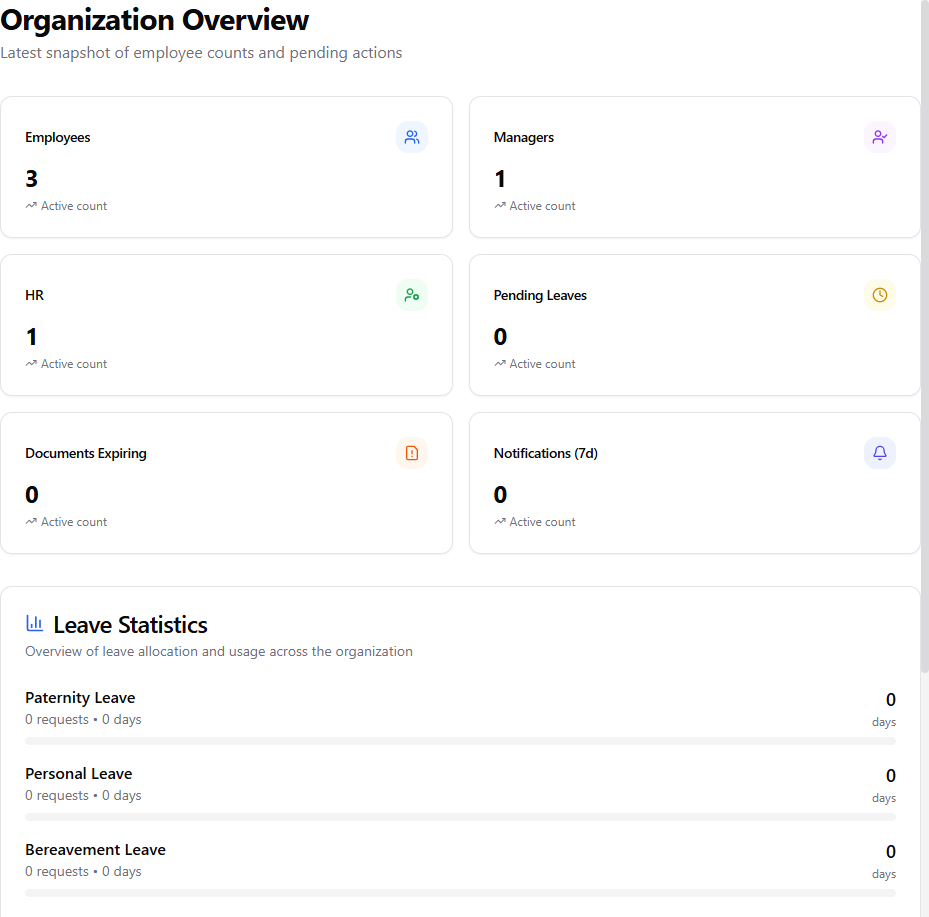 Organization Overview
Latest snapshot of employee counts and pending actions
Employees
3
Active count
Managers
1
Active count
HR
1
Active count
Pending Leaves
0
Active count
Documents Expiring
0
Active count
Notifications (7d)
0
Active count
Leave Statistics
Overview of leave allocation and usage across the organization
Paternity Leave
0 requests • 0 days
0
days
Personal Leave
0 requests • 0 days
0
days
Bereavement Leave
0 requests • 0 days
0
days